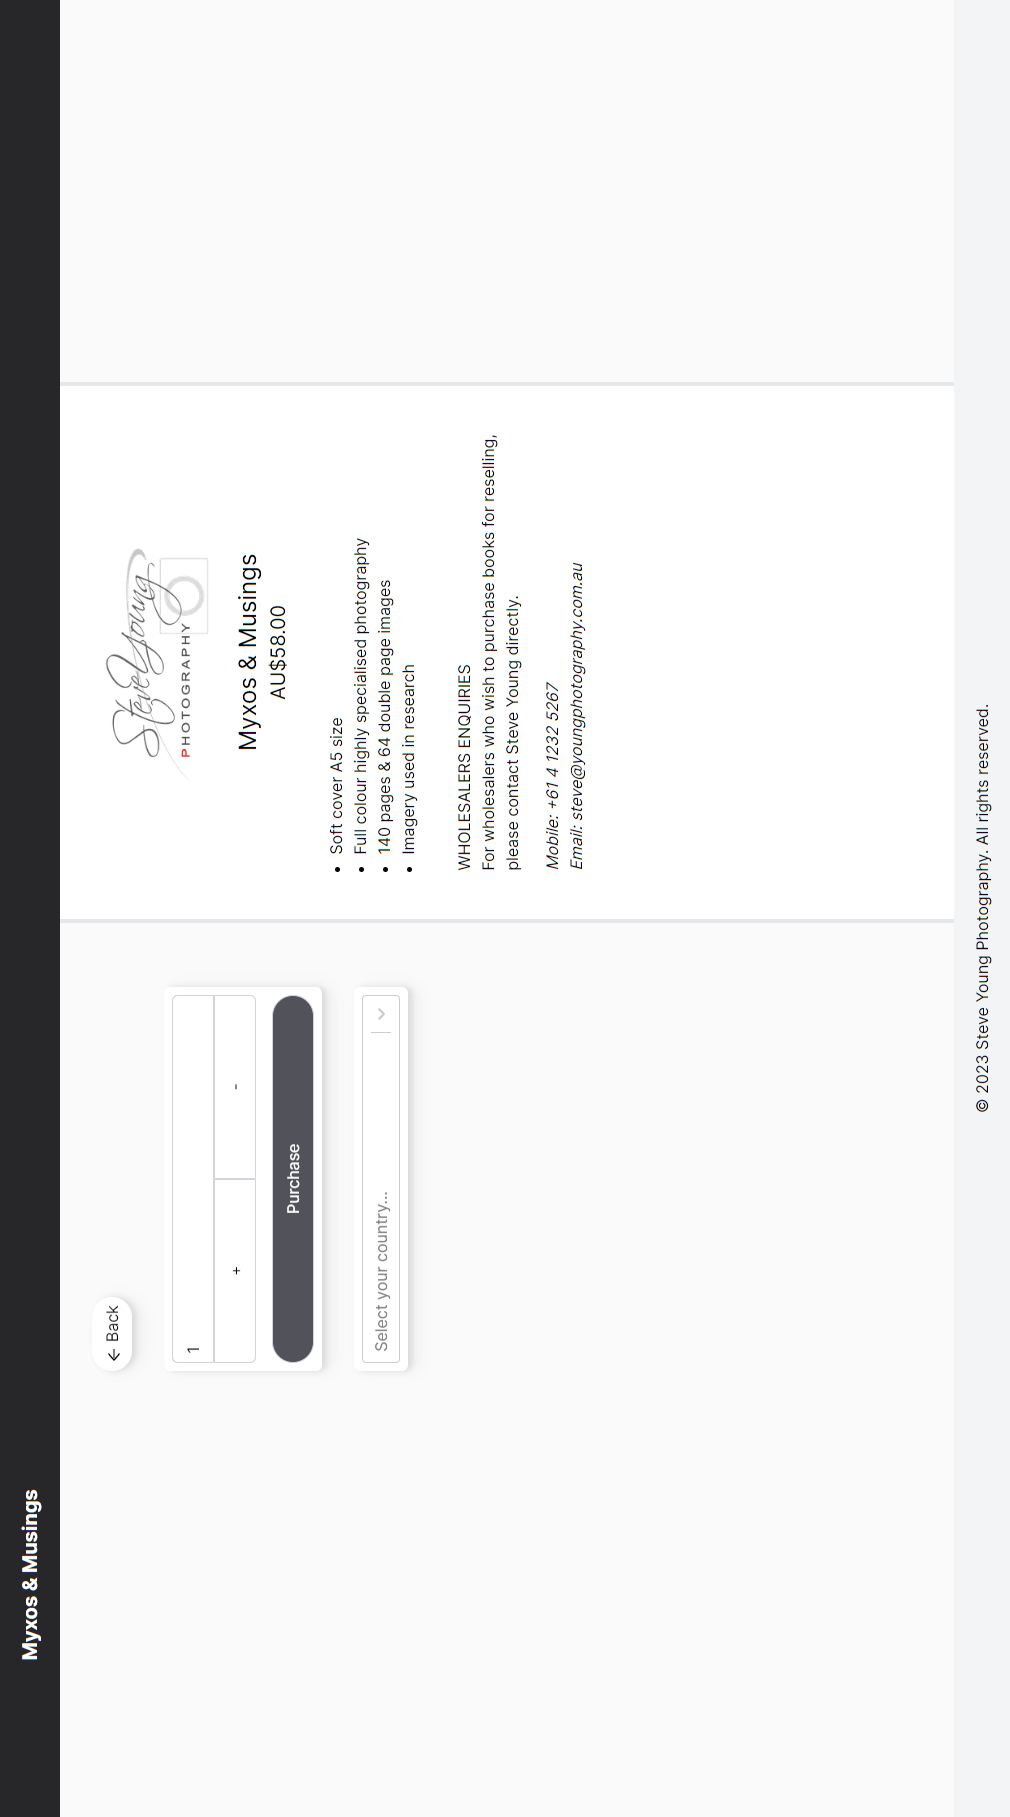 Myxos & Musings
← Back
1
+
-
Purchase
Select your country...
Steve Young
PHOTOGRAPHY
Myxos & Musings
AU$58.00
• Soft cover A5 size
• Full colour highly specialised photography
• 140 pages & 64 double page images
• Imagery used in research
WHOLESALERS ENQUIRIES
For wholesalers who wish to purchase books for reselling,
please contact Steve Young directly.
Mobile: +61 4 1232 5267
Email: steve@youngphotography.com.au
© 2023 Steve Young Photography. All rights reserved.